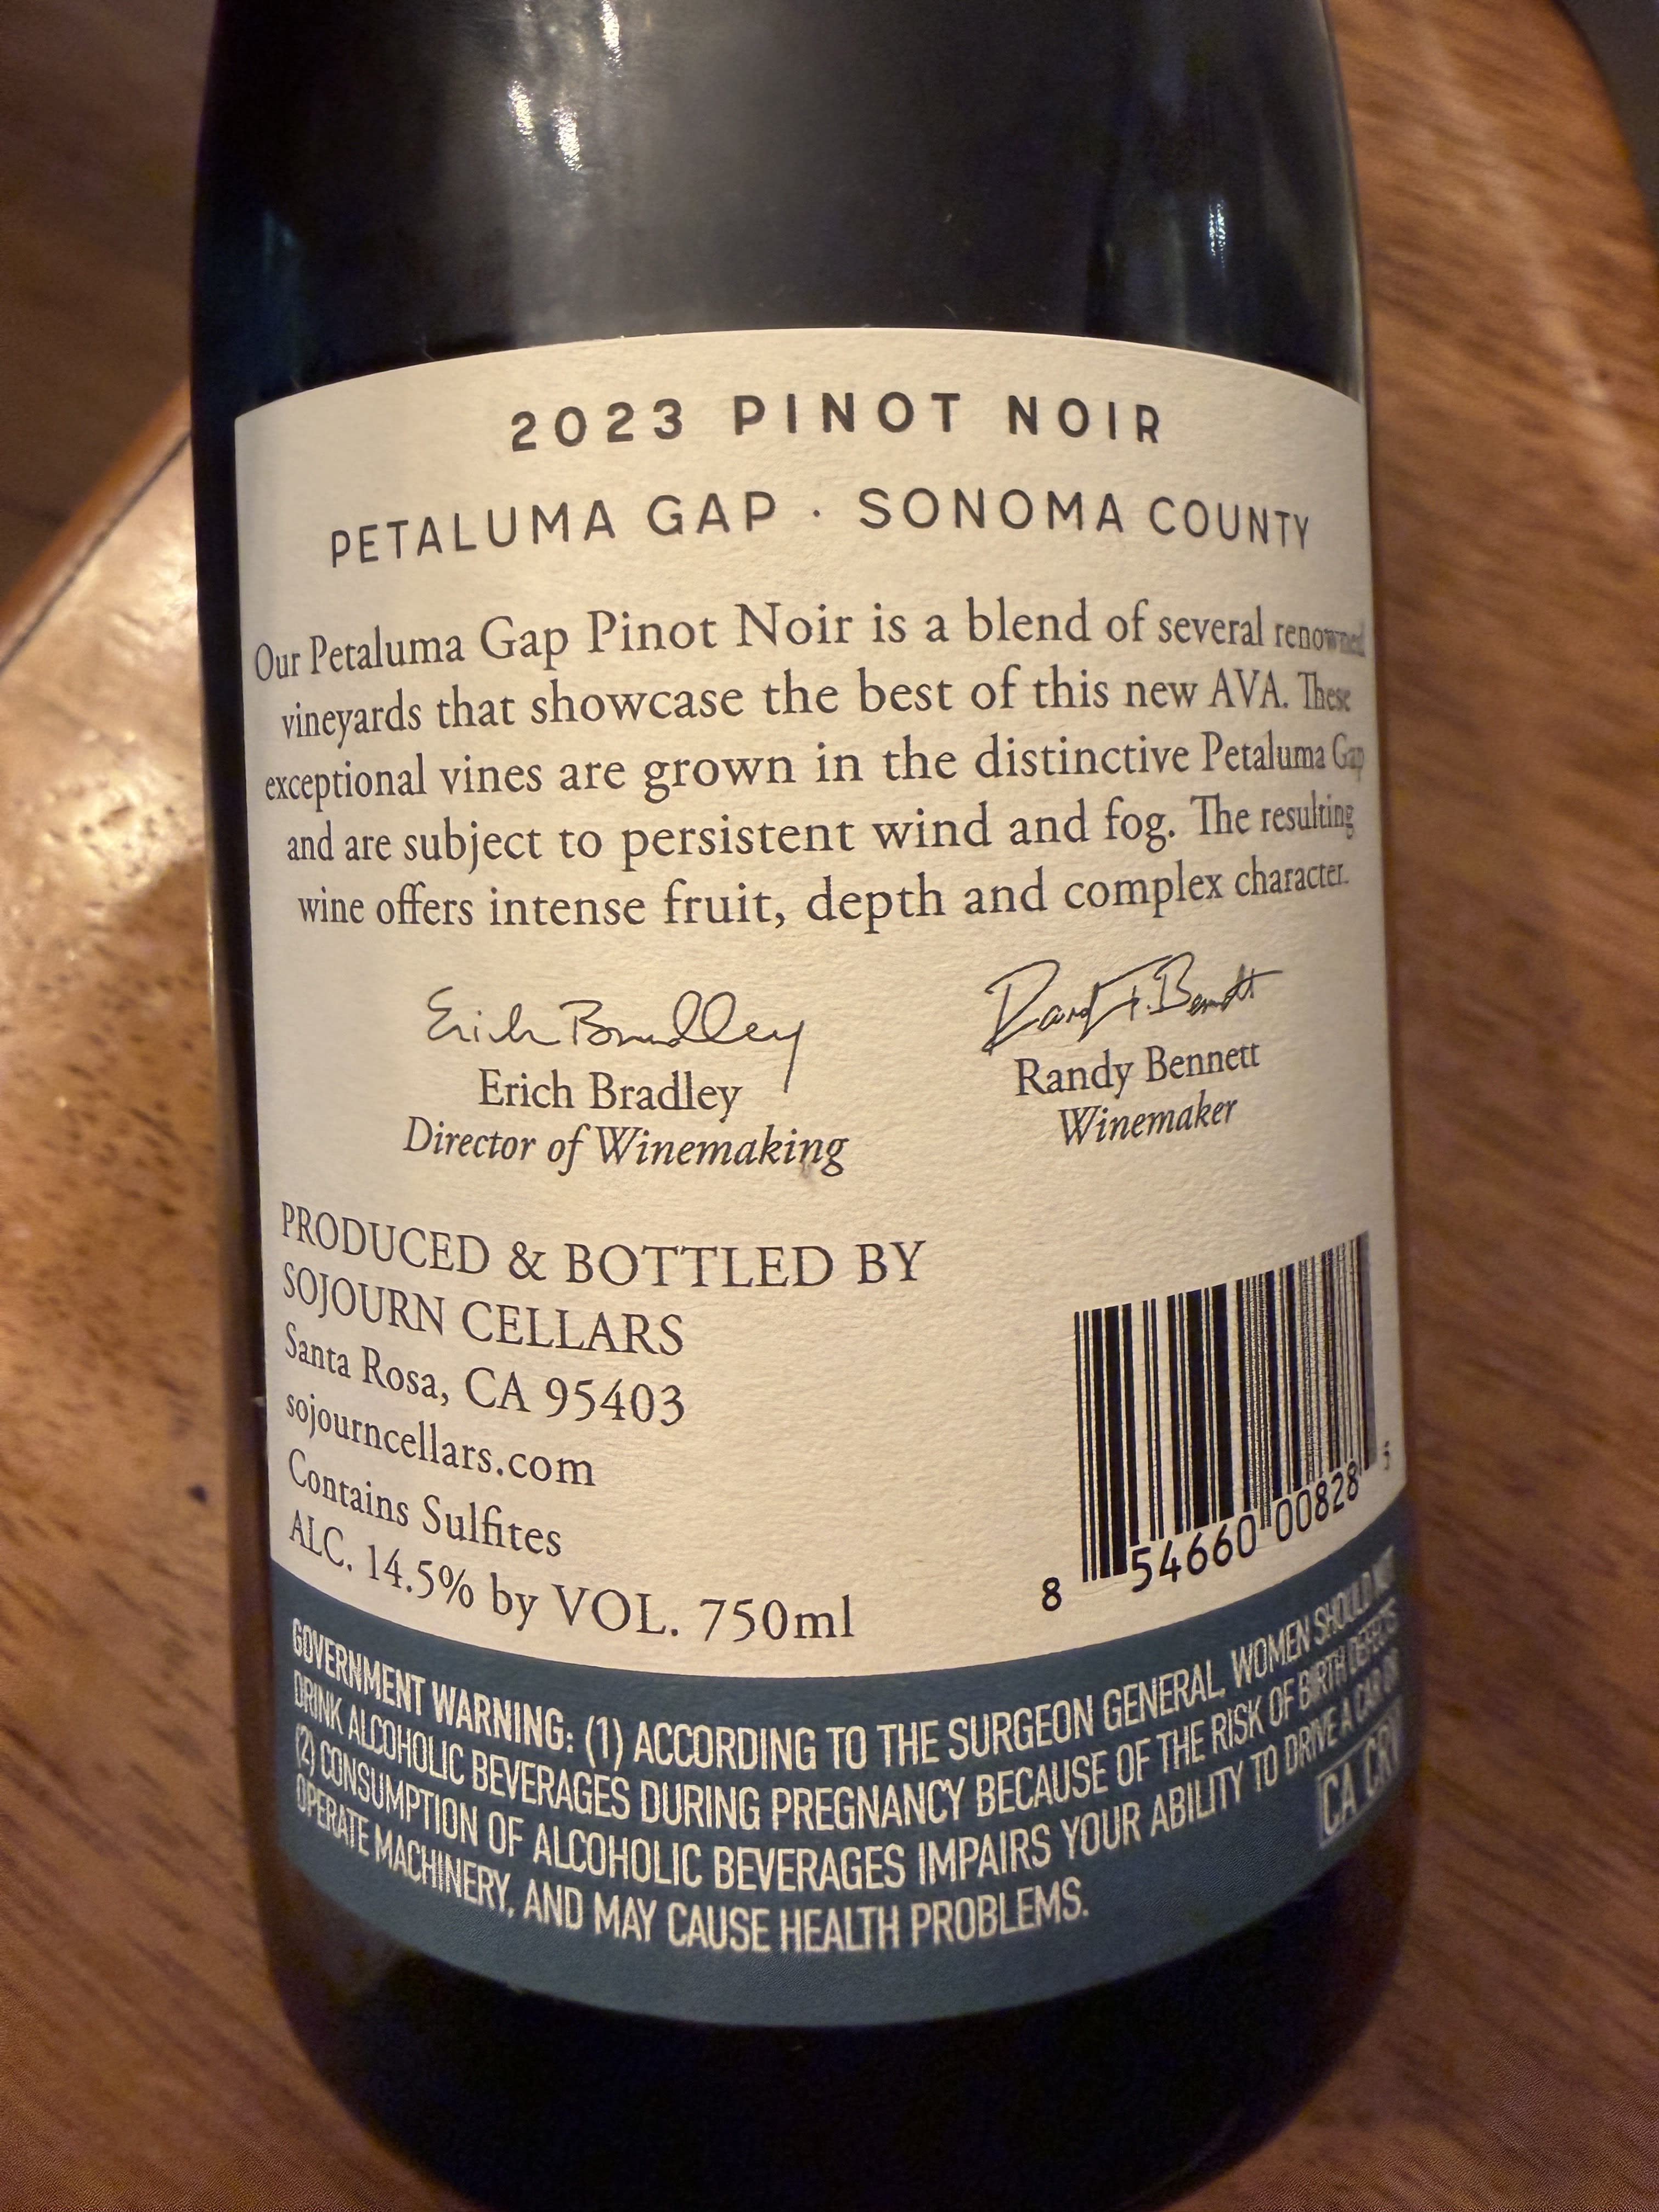 2023 PINOT NOIR
PETALUMA GAP · SONOMA COUNTY
Our Petaluma Gap Pinot Noir is a blend of several renowned
vineyards that showcase the best of this new AVA. These
exceptional vines are grown in the distinctive Petaluma Gap
and are subject to persistent wind and fog. The resulting
wine offers intense fruit, depth and complex character.
Erich Bradley
Erich Bradley
Director of Winemaking
Randy Bennett
Winemaker
PRODUCED & BOTTLED BY
SOJOURN CELLARS
Santa Rosa, CA 95403
sojourncellars.com
Contains Sulfites
ALC. 14.5% by VOL. 750ml
8 54660 00828 5
GOVERNMENT WARNING: (1) ACCORDING TO THE SURGEON GENERAL, WOMEN SHOULD NOT
DRINK ALCOHOLIC BEVERAGES DURING PREGNANCY BECAUSE OF THE RISK OF BIRTH DEFECTS.
(2) CONSUMPTION OF ALCOHOLIC BEVERAGES IMPAIRS YOUR ABILITY TO DRIVE A CAR OR
OPERATE MACHINERY, AND MAY CAUSE HEALTH PROBLEMS.
CA CRV